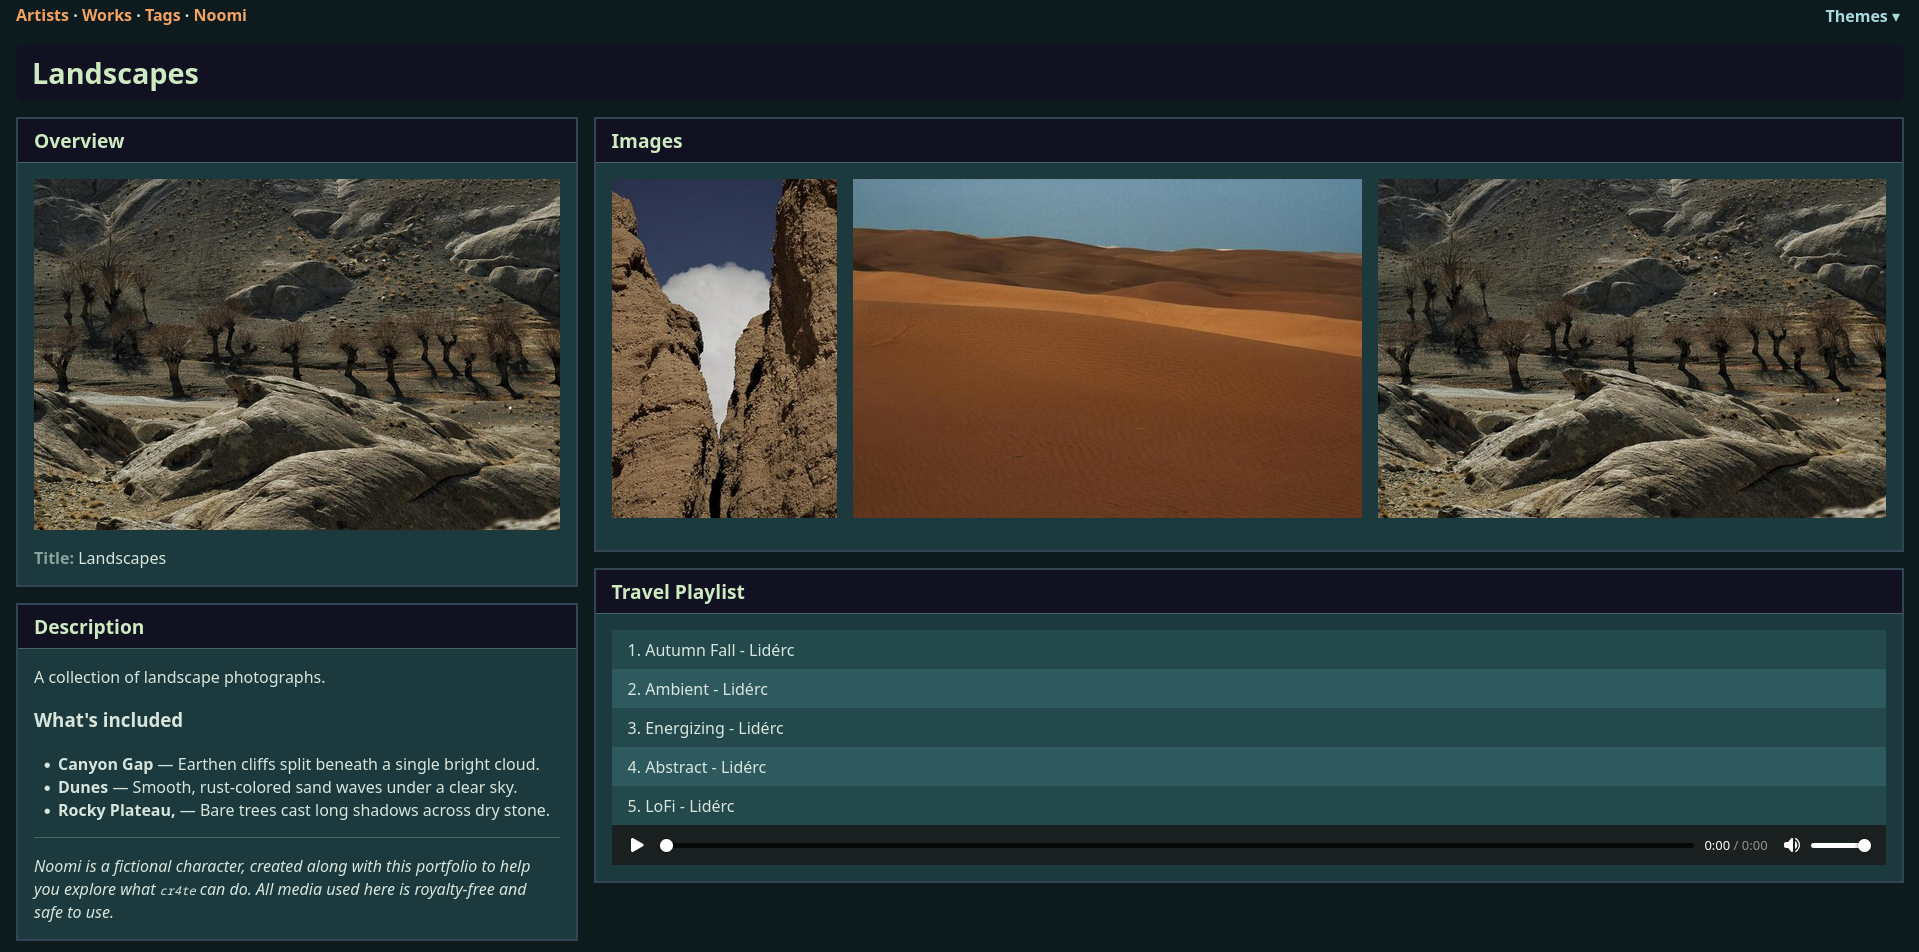 Artists · Works · Tags · Noomi
Themes ▾
Landscapes
Overview
Title: Landscapes
Description
A collection of landscape photographs.
What's included
• Canyon Gap — Earthen cliffs split beneath a single bright cloud.
• Dunes — Smooth, rust-colored sand waves under a clear sky.
• Rocky Plateau, — Bare trees cast long shadows across dry stone.
Noomi is a fictional character, created along with this portfolio to help
you explore what cr4te can do. All media used here is royalty-free and
safe to use.
Images
Travel Playlist
1. Autumn Fall - Lidérc
2. Ambient - Lidérc
3. Energizing - Lidérc
4. Abstract - Lidérc
5. LoFi - Lidérc
0:00 / 0:00